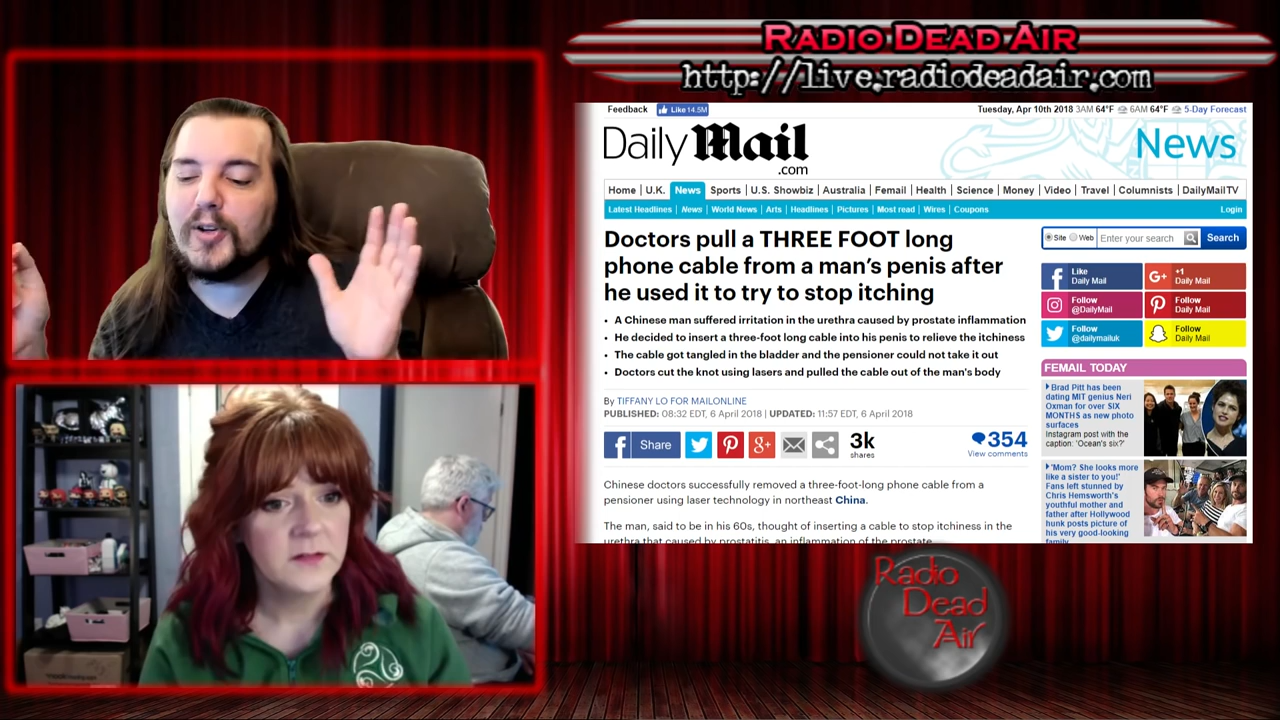 Radio Dead Air
http://live.radiodeadair.com
Feedback Like 14.5M Tuesday, Apr 10th 2018 3AM 64°F 6AM 64°F 5-Day Forecast
Daily Mail
.com
News
Home U.K. News Sports U.S. Showbiz Australia Femail Health Science Money Video Travel Columnists DailyMailTV
Latest Headlines News World News Arts Headlines Pictures Most read Wires Coupons Login
Doctors pull a THREE FOOT long
phone cable from a man's penis after
he used it to try to stop itching
• A Chinese man suffered irritation in the urethra caused by prostate inflammation
• He decided to insert a three-foot long cable into his penis to relieve the itchiness
• The cable got tangled in the bladder and the pensioner could not take it out
• Doctors cut the knot using lasers and pulled the cable out of the man's body
By TIFFANY LO FOR MAILONLINE
PUBLISHED: 08:32 EDT, 6 April 2018 | UPDATED: 11:57 EDT, 6 April 2018
Share
3k
shares
354
View comments
Chinese doctors successfully removed a three-foot-long phone cable from a
pensioner using laser technology in northeast China.
The man, said to be in his 60s, thought of inserting a cable to stop itchiness in the
urethra that caused by prostatitis, an inflammation of the prostate.
Site Web Enter your search Search
Like
Daily Mail
+1
Daily Mail
Follow
@DailyMail
Follow
Daily Mail
Follow
@dailymailuk
Follow
Daily Mail
FEMAIL TODAY
Brad Pitt has been
dating MIT genius Neri
Oxman for over SIX
MONTHS as new photo
surfaces
Instagram post with the
caption: 'Ocean's six?'
'Mom? She looks more
like a sister to you!'
Fans left stunned by
Chris Hemsworth's
youthful mother and
father after Hollywood
hunk posts picture of
his very good-looking
family
Radio
Dead
Air